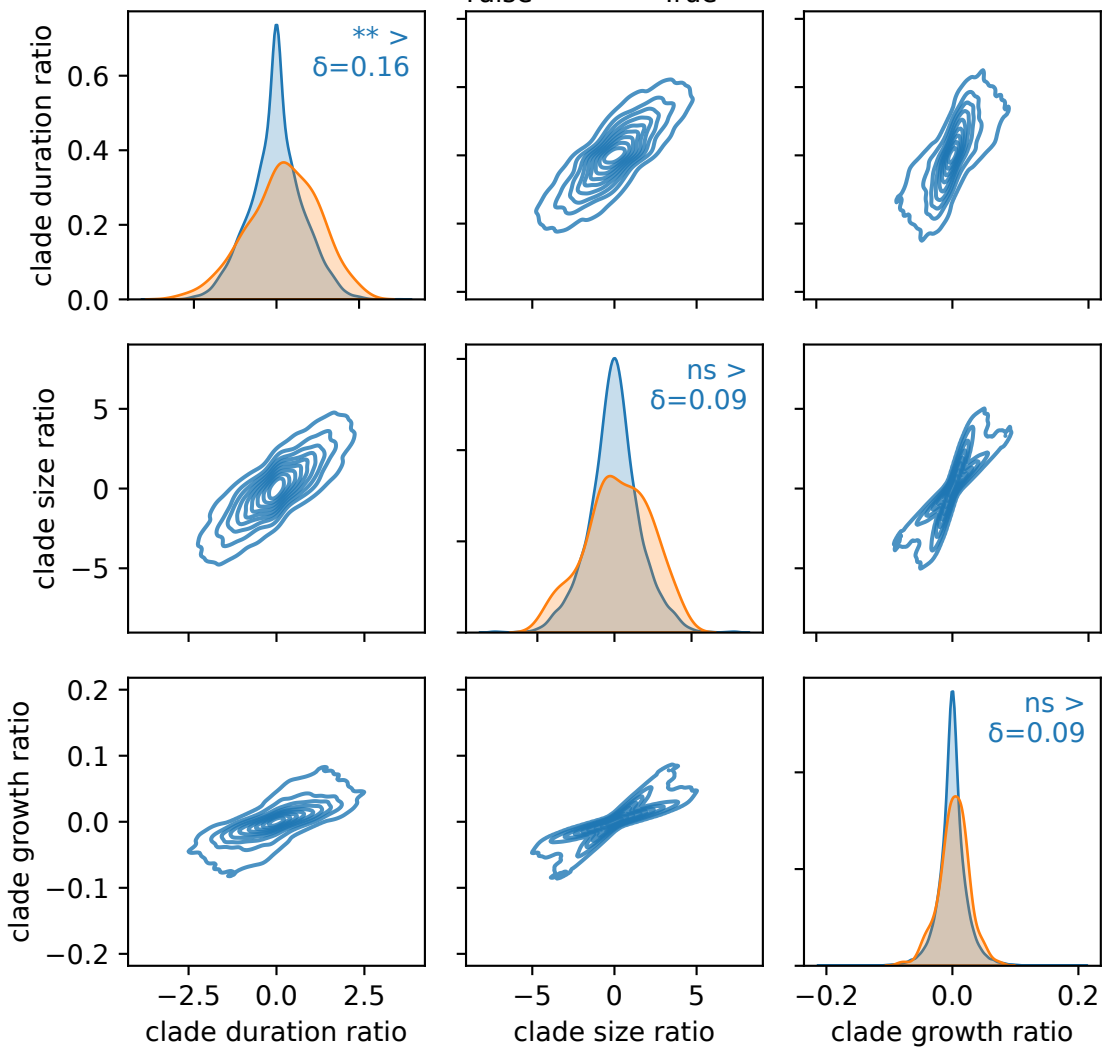 False True
clade duration ratio
0.6
0.4
0.2
0.0
** >
δ=0.16
clade size ratio
5
0
−5
ns >
δ=0.09
clade growth ratio
0.2
0.1
0.0
−0.1
−0.2
ns >
δ=0.09
−2.5 0.0 2.5
−5 0 5
−0.2 0.0 0.2
clade duration ratio
clade size ratio
clade growth ratio